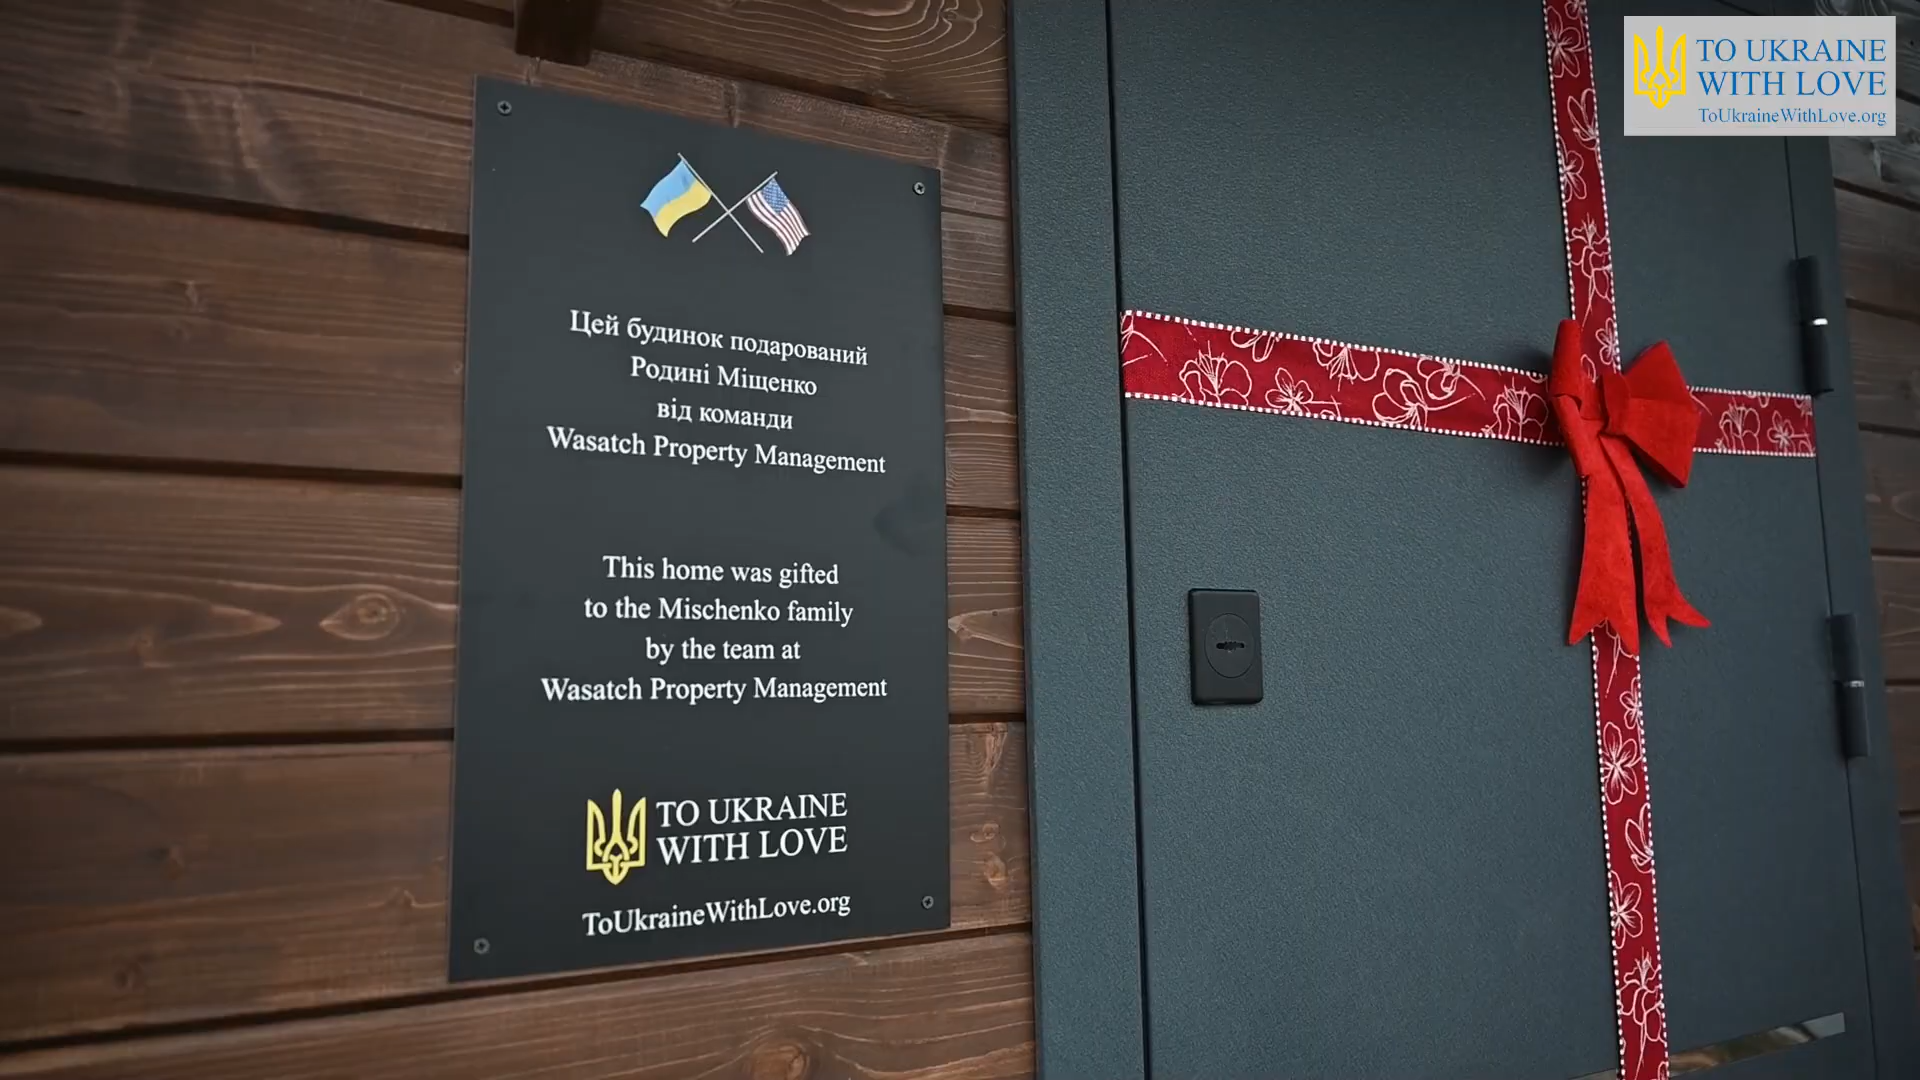 Цей будинок подарований
Родині Міщенко
від команди
Wasatch Property Management
This home was gifted
to the Mischenko family
by the team at
Wasatch Property Management
TO UKRAINE
WITH LOVE
ToUkraineWithLove.org
TO UKRAINE
WITH LOVE
ToUkraineWithLove.org